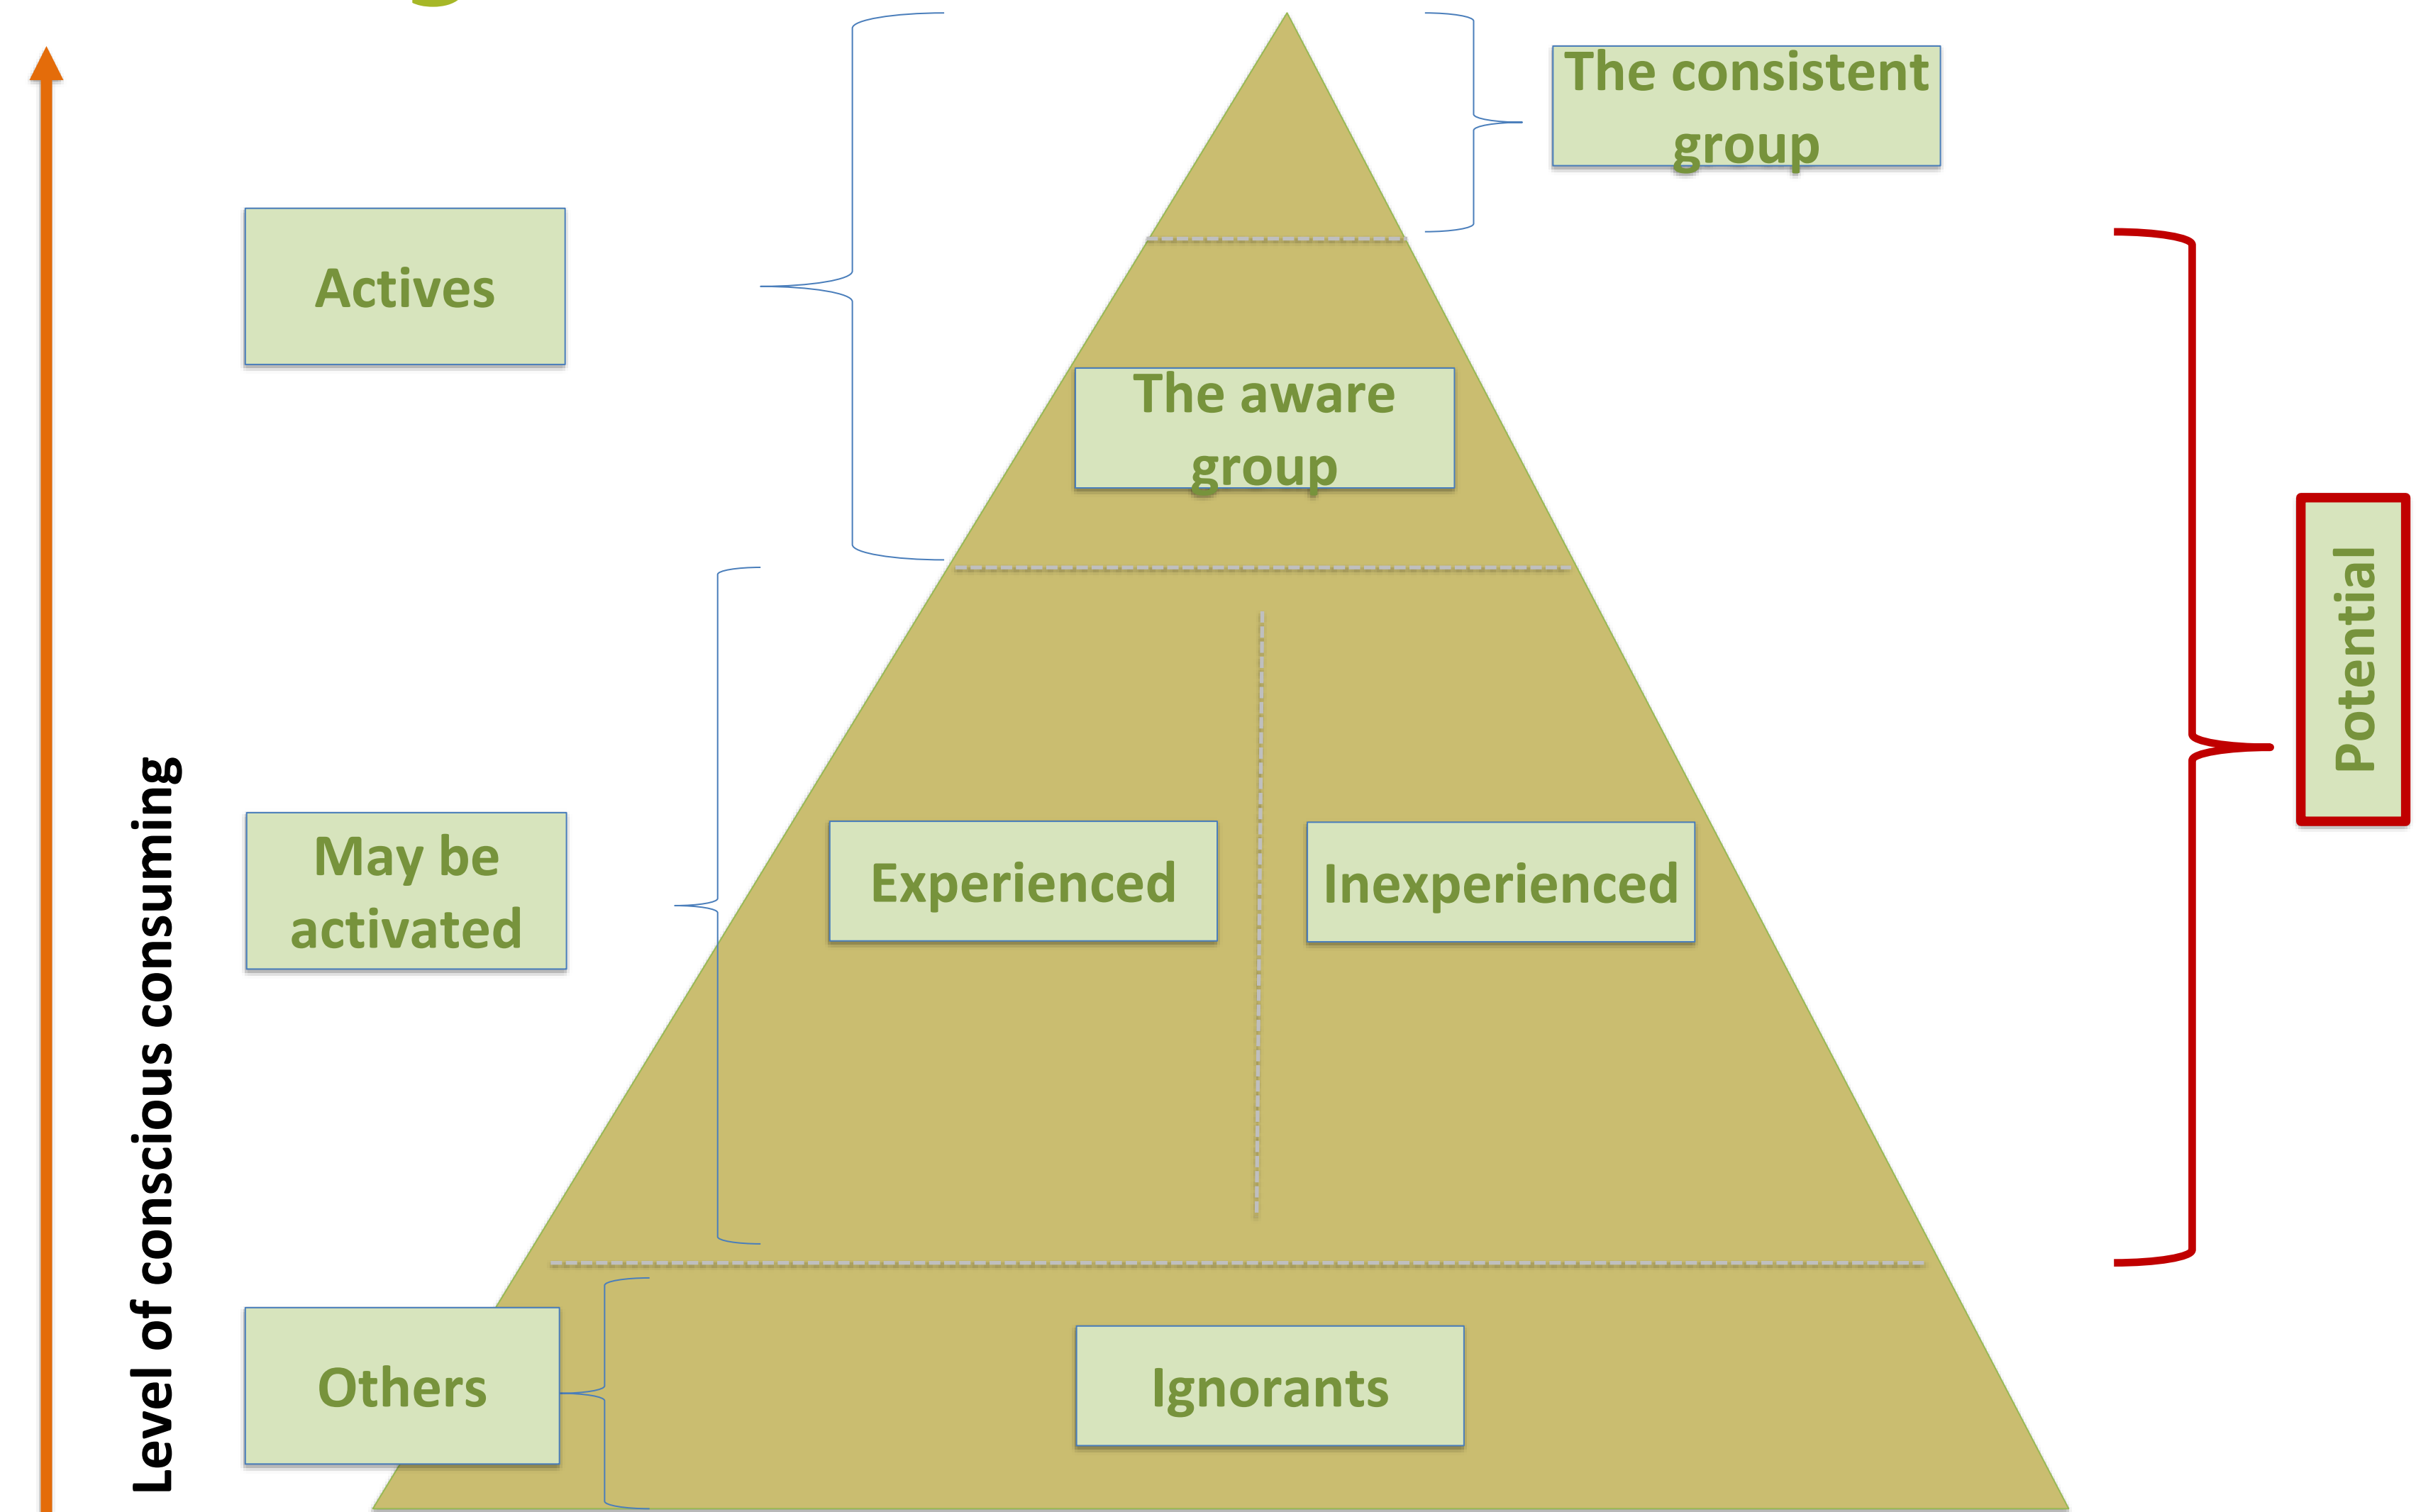 The consistent
group
Actives
The aware
group
Potential
Level of conscious consuming
May be
activated
Experienced
Inexperienced
Others
Ignorants